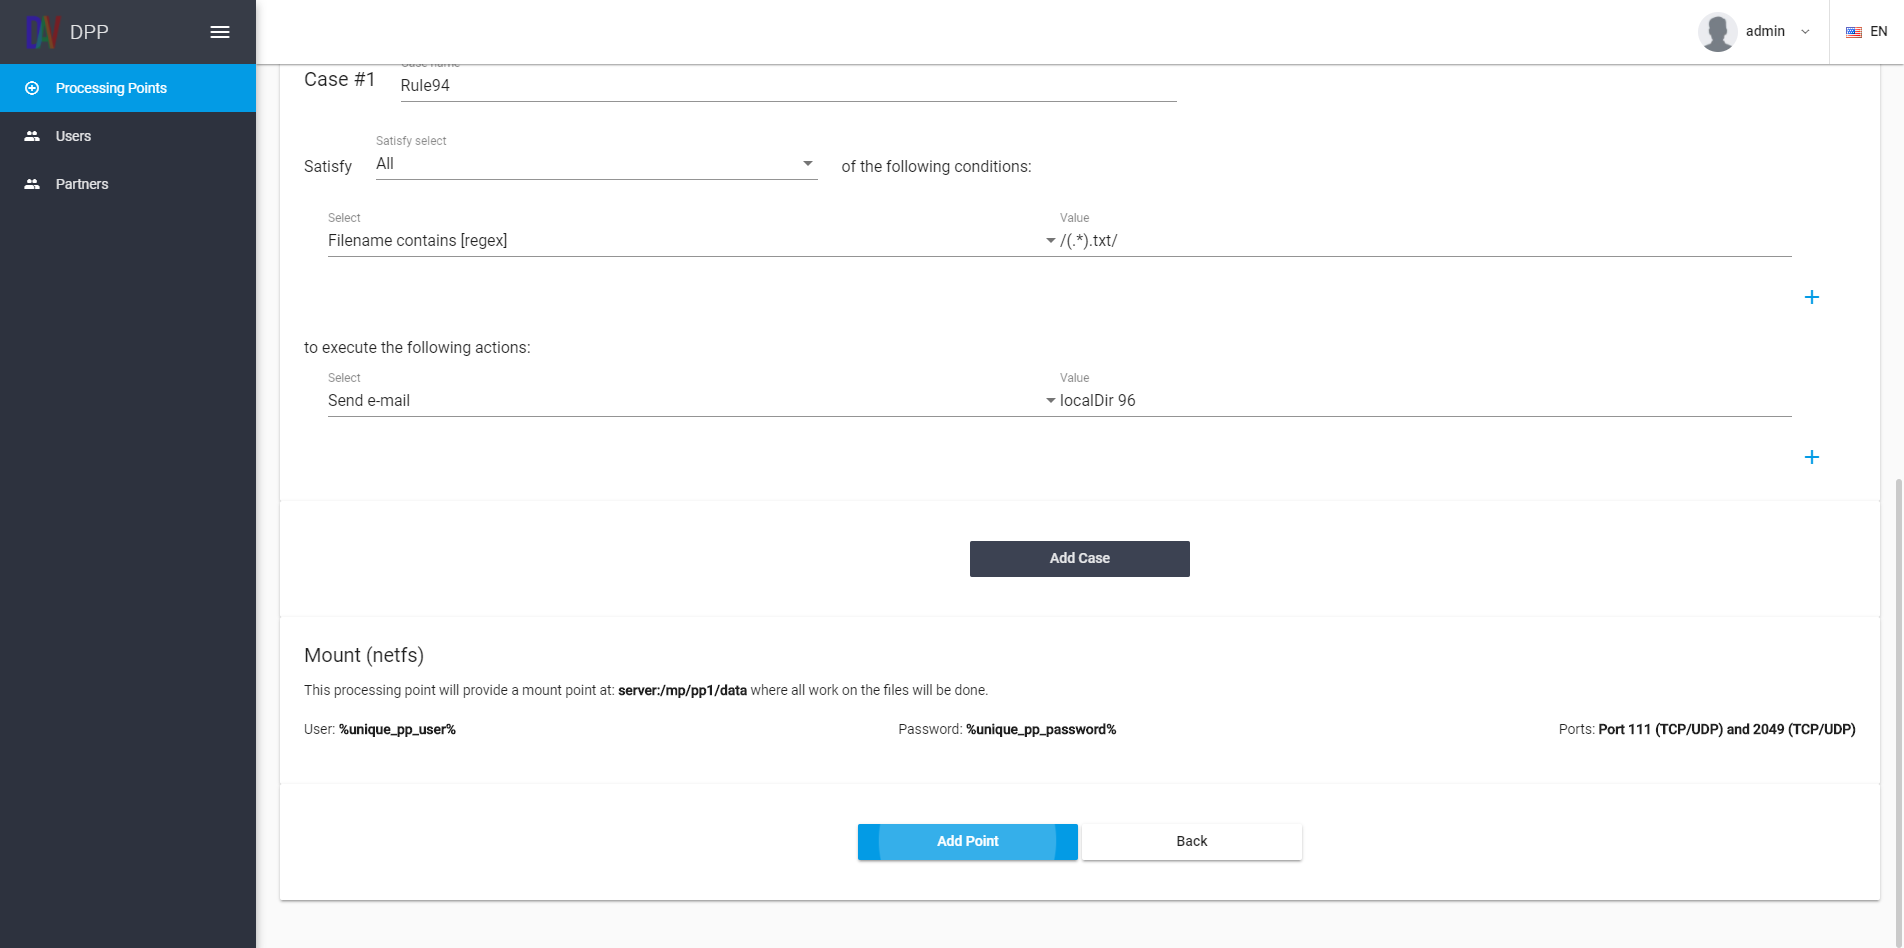 DAV DPP
admin
EN
Processing Points
Users
Partners
Case name
Case #1 Rule94
Satisfy select
Satisfy All of the following conditions:
Select Value
Filename contains [regex] /(.*).txt/
+
to execute the following actions:
Select Value
Send e-mail localDir 96
+
Add Case
Mount (netfs)
This processing point will provide a mount point at: server:/mp/pp1/data where all work on the files will be done.
User: %unique_pp_user% Password: %unique_pp_password% Ports: Port 111 (TCP/UDP) and 2049 (TCP/UDP)
Add Point Back